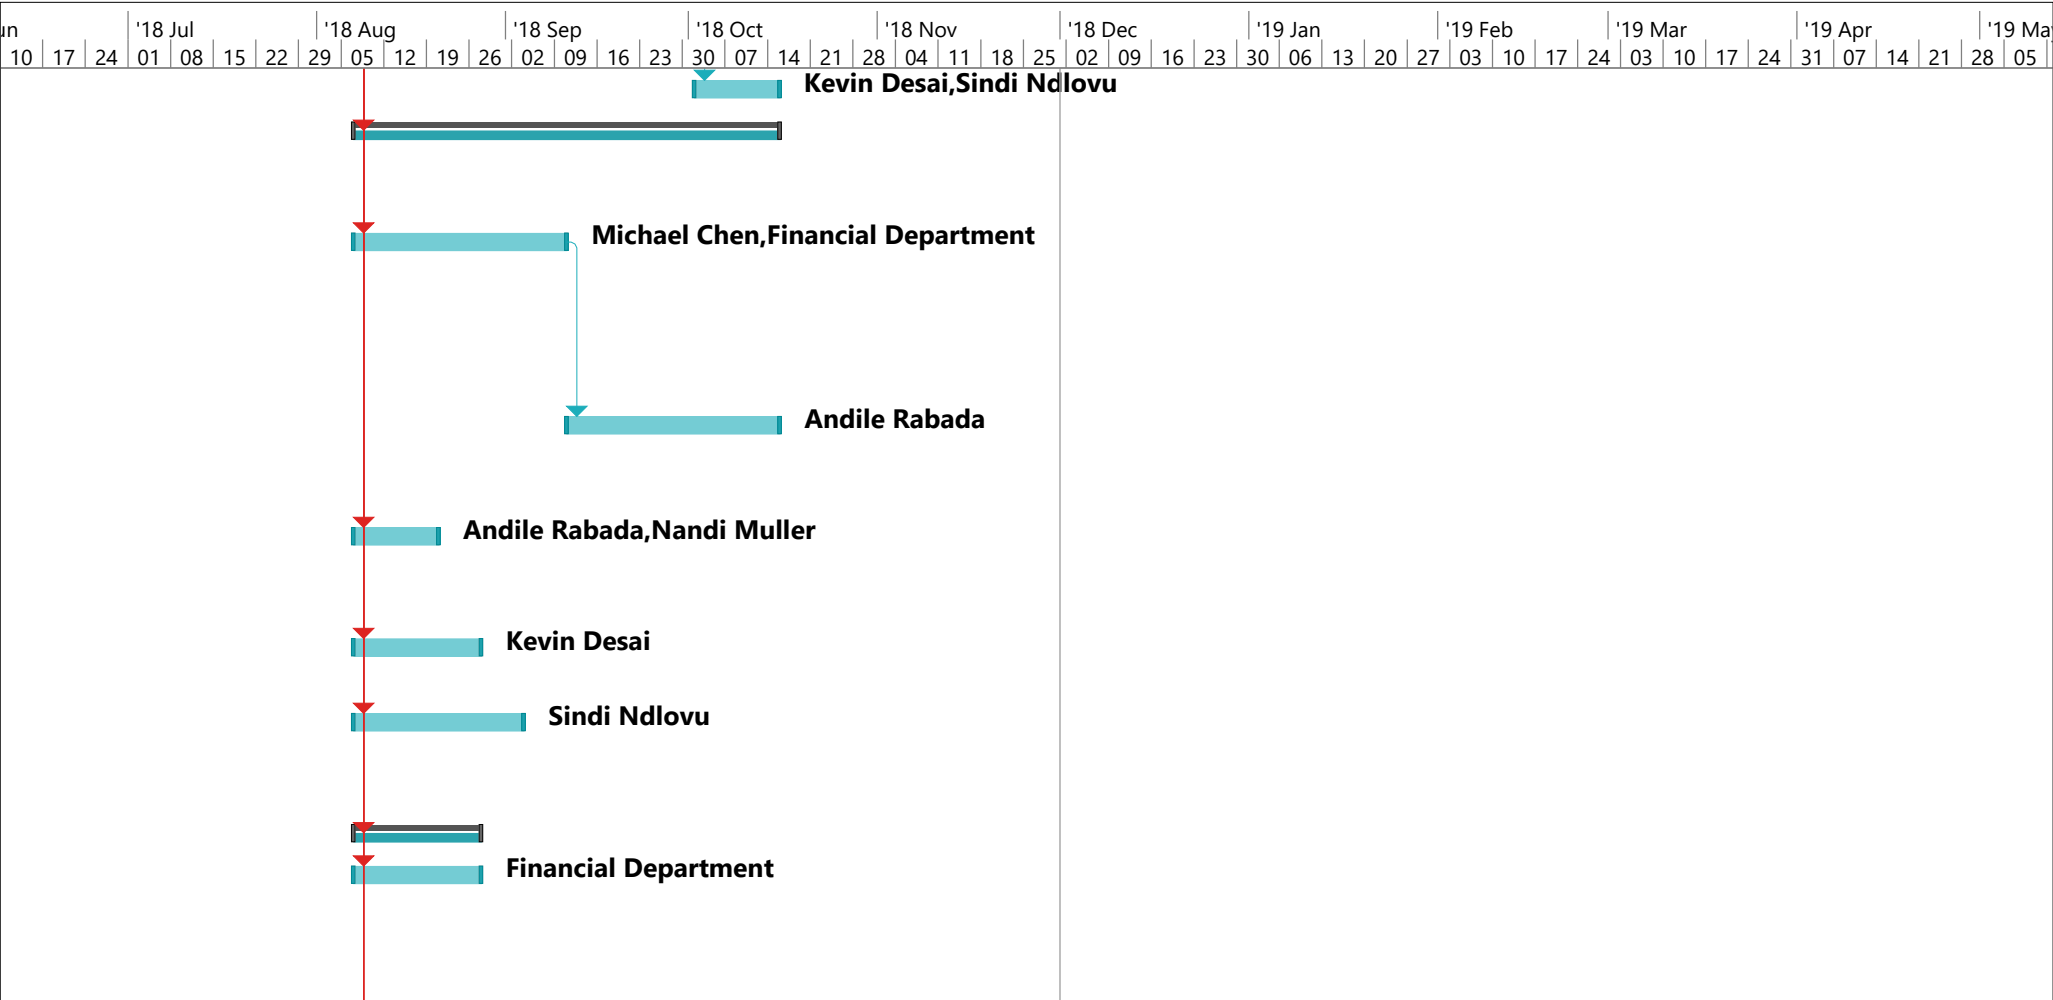 un '18 Jul '18 Aug '18 Sep '18 Oct '18 Nov '18 Dec '19 Jan '19 Feb '19 Mar '19 Apr '19 May
10 17 24 01 08 15 22 29 05 12 19 26 02 09 16 23 30 07 14 21 28 04 11 18 25 02 09 16 23 30 06 13 20 27 03 10 17 24 03 10 17 24 31 07 14 21 28 05
Kevin Desai,Sindi Ndlovu
Michael Chen,Financial Department
Andile Rabada
Andile Rabada,Nandi Muller
Kevin Desai
Sindi Ndlovu
Financial Department